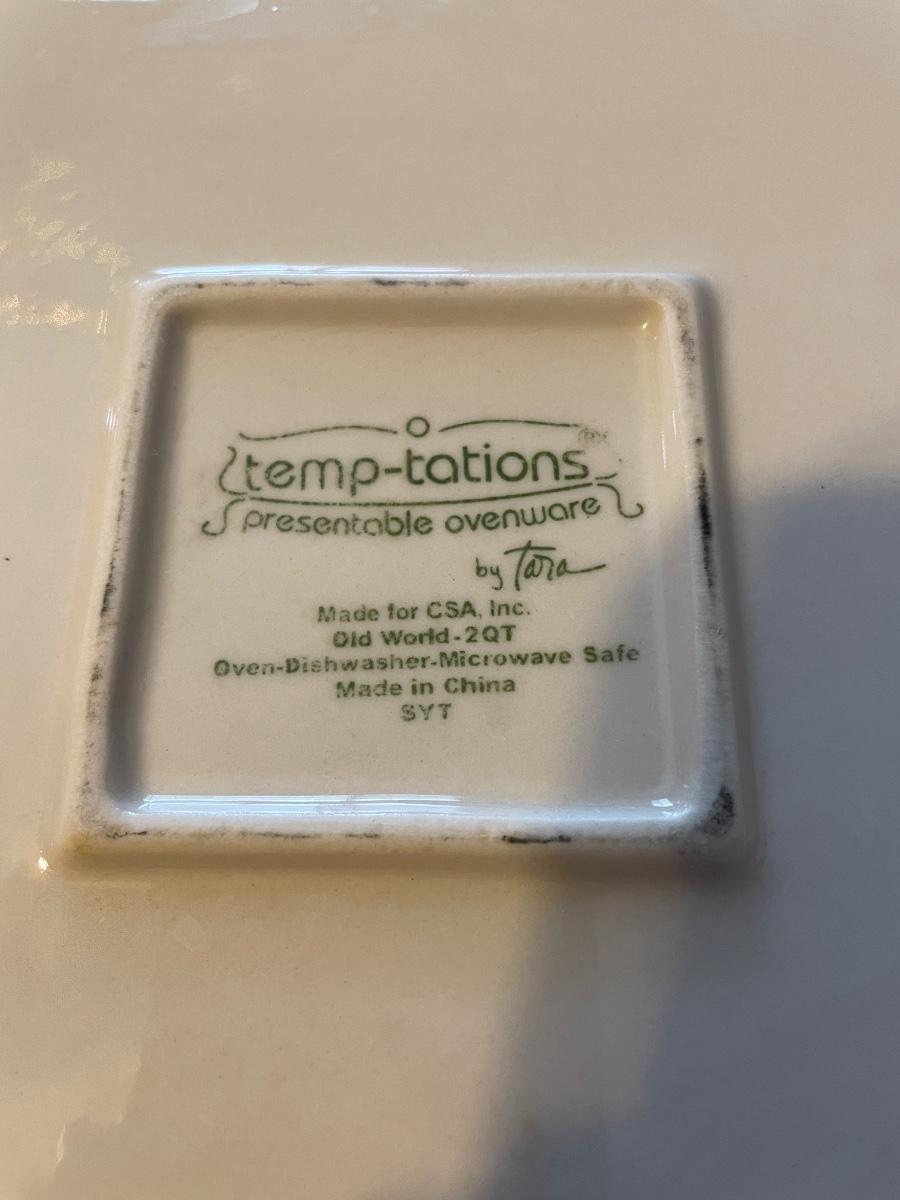 temp-tations®
presentable ovenware
by Tara
Made for CSA, Inc.
Old World-2QT
Oven-Dishwasher-Microwave Safe
Made in China
SYT